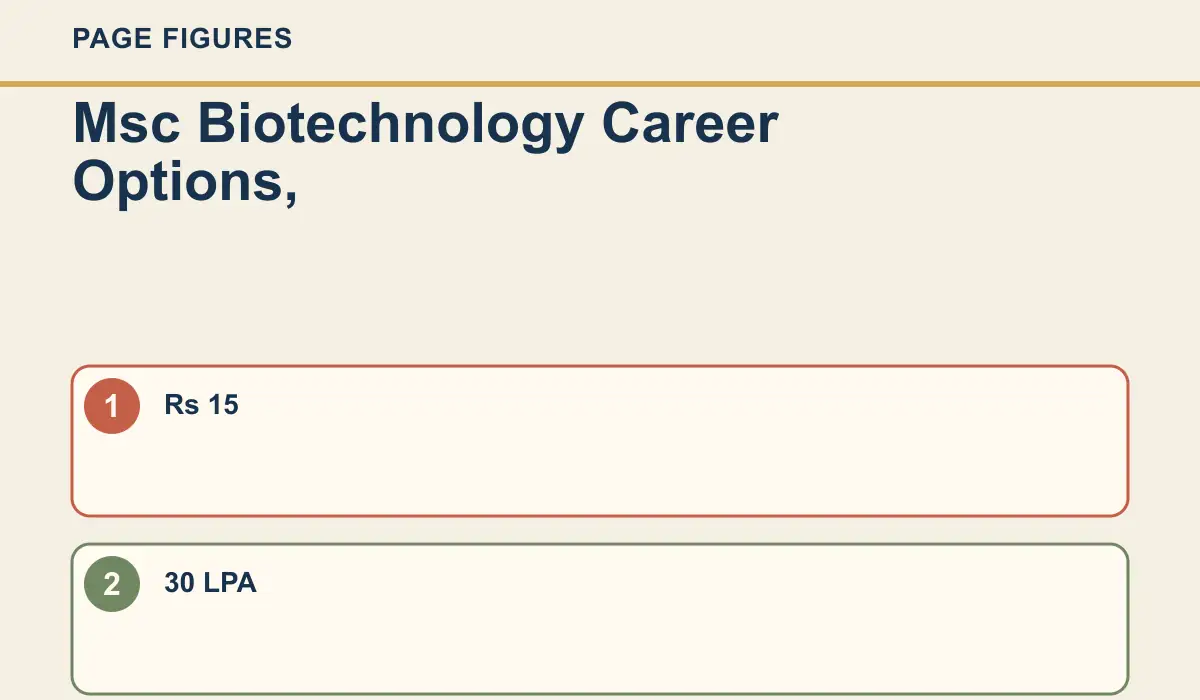 PAGE FIGURES
Msc Biotechnology Career
Options,
1
Rs 15
2
30 LPA